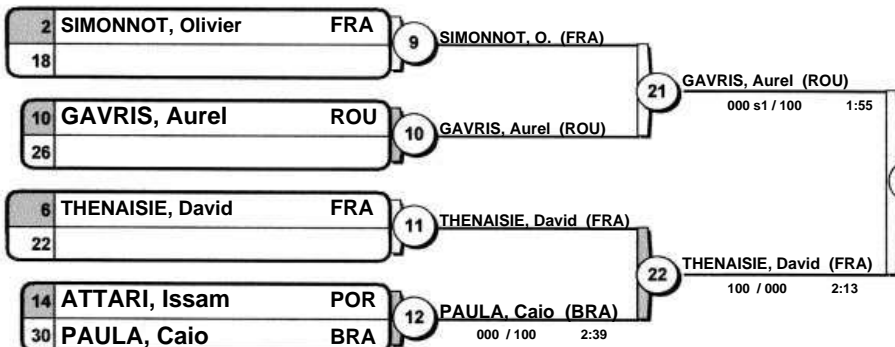 2 SIMONNOT, Olivier FRA
18
9
SIMONNOT, O. (FRA)
10 GAVRIS, Aurel ROU
26
10
GAVRIS, Aurel (ROU)
21
GAVRIS, Aurel (ROU)
000 s1 / 100 1:55
6 THENAISIE, David FRA
22
11
THENAISIE, David (FRA)
14 ATTARI, Issam POR
30 PAULA, Caio BRA
12
PAULA, Caio (BRA)
000 / 100 2:39
22
THENAISIE, David (FRA)
100 / 000 2:13